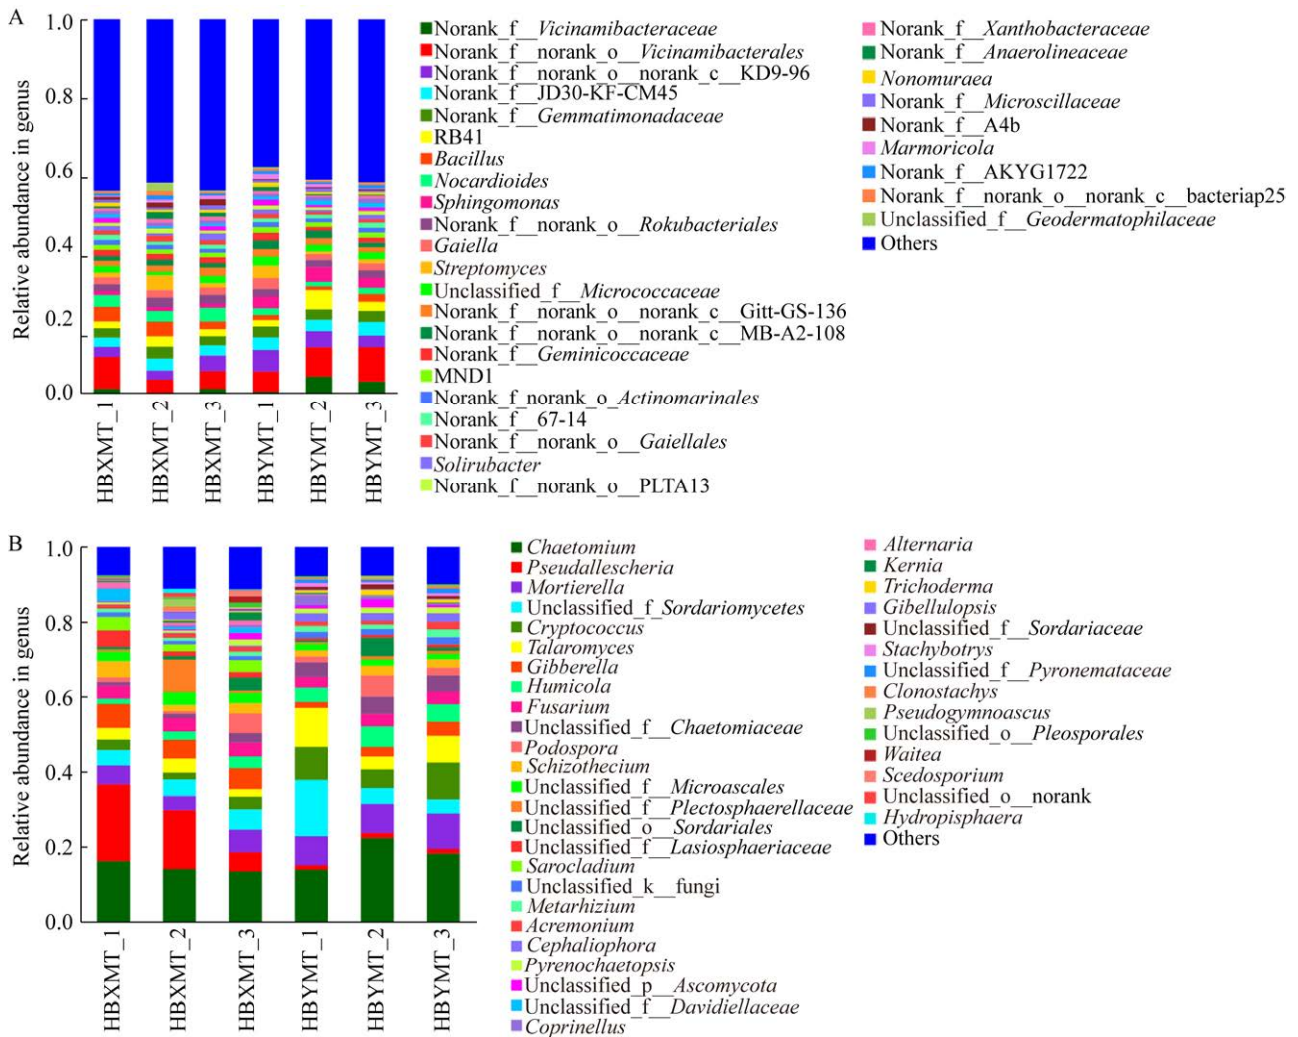 A
1.0
0.8
0.6
0.4
0.2
0.0
Relative abundance in genus
HBXMT_1
HBXMT_2
HBXMT_3
HBYMT_1
HBYMT_2
HBYMT_3
Norank_f__Vicinamibacteraceae
Norank_f__norank_o__Vicinamibacterales
Norank_f__norank_o__norank_c__KD9-96
Norank_f__JD30-KF-CM45
Norank_f__Gemmatimonadaceae
RB41
Bacillus
Nocardioides
Sphingomonas
Norank_f__norank_o__Rokubacteriales
Gaiella
Streptomyces
Unclassified_f__Micrococcaceae
Norank_f__norank_o__norank_c__Gitt-GS-136
Norank_f__norank_o__norank_c__MB-A2-108
Norank_f__Geminicoccaceae
MND1
Norank_f_norank_o_Actinomarinales
Norank_f__67-14
Norank_f__norank_o__Gaiellales
Solirubacter
Norank_f__norank_o__PLTA13
Norank_f__Xanthobacteraceae
Norank_f__Anaerolineaceae
Nonomuraea
Norank_f__Microscillaceae
Norank_f__A4b
Marmoricola
Norank_f__AKYG1722
Norank_f__norank_o__norank_c__bacteriap25
Unclassified_f__Geodermatophilaceae
Others
B
1.0
0.8
0.6
0.4
0.2
0.0
Relative abundance in genus
HBXMT_1
HBXMT_2
HBXMT_3
HBYMT_1
HBYMT_2
HBYMT_3
Chaetomium
Pseudallescheria
Mortierella
Unclassified_f_Sordariomycetes
Cryptococcus
Talaromyces
Gibberella
Humicola
Fusarium
Unclassified_f__Chaetomiaceae
Podospora
Schizothecium
Unclassified_f__Microascales
Unclassified_f__Plectosphaerellaceae
Unclassified_o__Sordariales
Unclassified_f__Lasiosphaeriaceae
Sarocladium
Unclassified_k__fungi
Metarhizium
Acremonium
Cephaliophora
Pyrenochaetopsis
Unclassified_p__Ascomycota
Unclassified_f__Davidiellaceae
Coprinellus
Alternaria
Kernia
Trichoderma
Gibellulopsis
Unclassified_f__Sordariaceae
Stachybotrys
Unclassified_f__Pyronemataceae
Clonostachys
Pseudogymnoascus
Unclassified_o__Pleosporales
Waitea
Scedosporium
Unclassified_o__norank
Hydropisphaera
Others